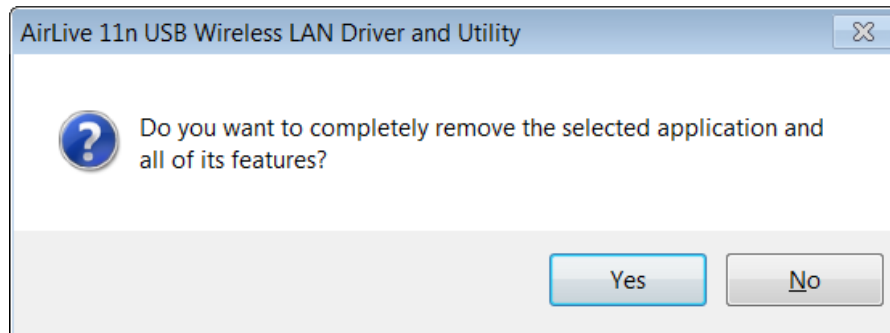 AirLive 11n USB Wireless LAN Driver and Utility
Do you want to completely remove the selected application and
all of its features?
Yes
No